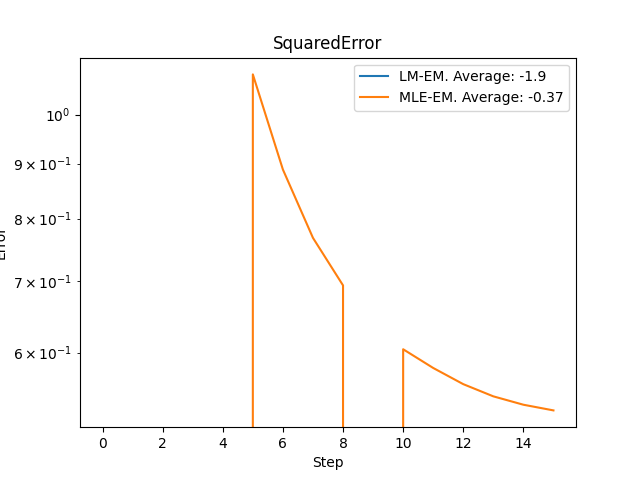 SquaredError
LM-EM. Average: -1.9
MLE-EM. Average: -0.37
10⁰
9 × 10⁻¹
8 × 10⁻¹
7 × 10⁻¹
6 × 10⁻¹
Error
0 2 4 6 8 10 12 14
Step